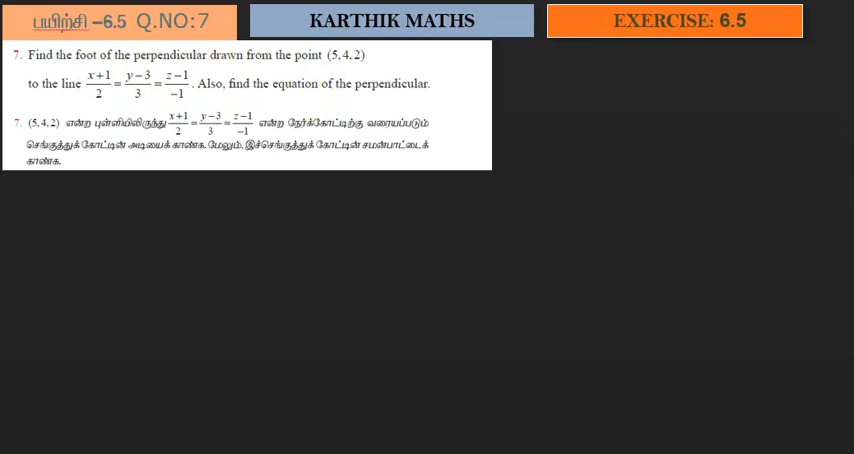 பயிற்சி –6.5 Q.NO:7
KARTHIK MATHS
EXERCISE: 6.5
7. Find the foot of the perpendicular drawn from the point (5, 4, 2)
to the line (x+1)/2 = (y−3)/3 = (z−1)/−1. Also, find the equation of the perpendicular.
7. (5, 4, 2) என்ற புள்ளியிலிருந்து (x+1)/2 = (y−3)/3 = (z−1)/−1 என்ற நேர்க்கோட்டிற்கு வரையப்படும்
செங்குத்துக் கோட்டின் அடியைக் காண்க. மேலும், இச்செங்குத்துக் கோட்டின் சமன்பாட்டைக்
காண்க.